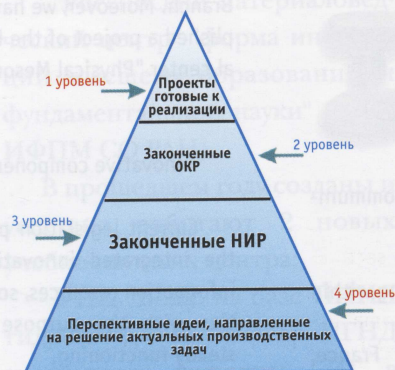 1 уровень
Проекты
готовые к
реализации
2 уровень
Законченные
ОКР
3 уровень
Законченные НИР
4 уровень
Перспективные идеи, направленные
на решение актуальных производственных
задач